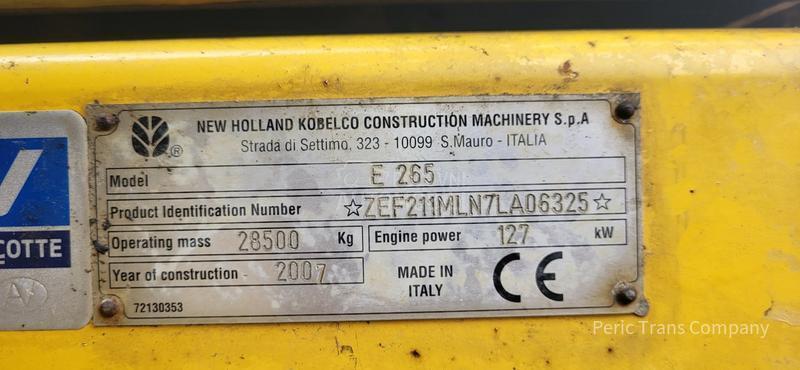 NEW HOLLAND KOBELCO CONSTRUCTION MACHINERY S.p.A
Strada di Settimo, 323 - 10099 S.Mauro - ITALIA
Model E 265
Product Identification Number ☆ZEF211MLN7LA06325☆
Operating mass 28500 Kg Engine power 127 kW
Year of construction 2007
MADE IN
ITALY
CE
72130353
COTTE
Peric Trans Company